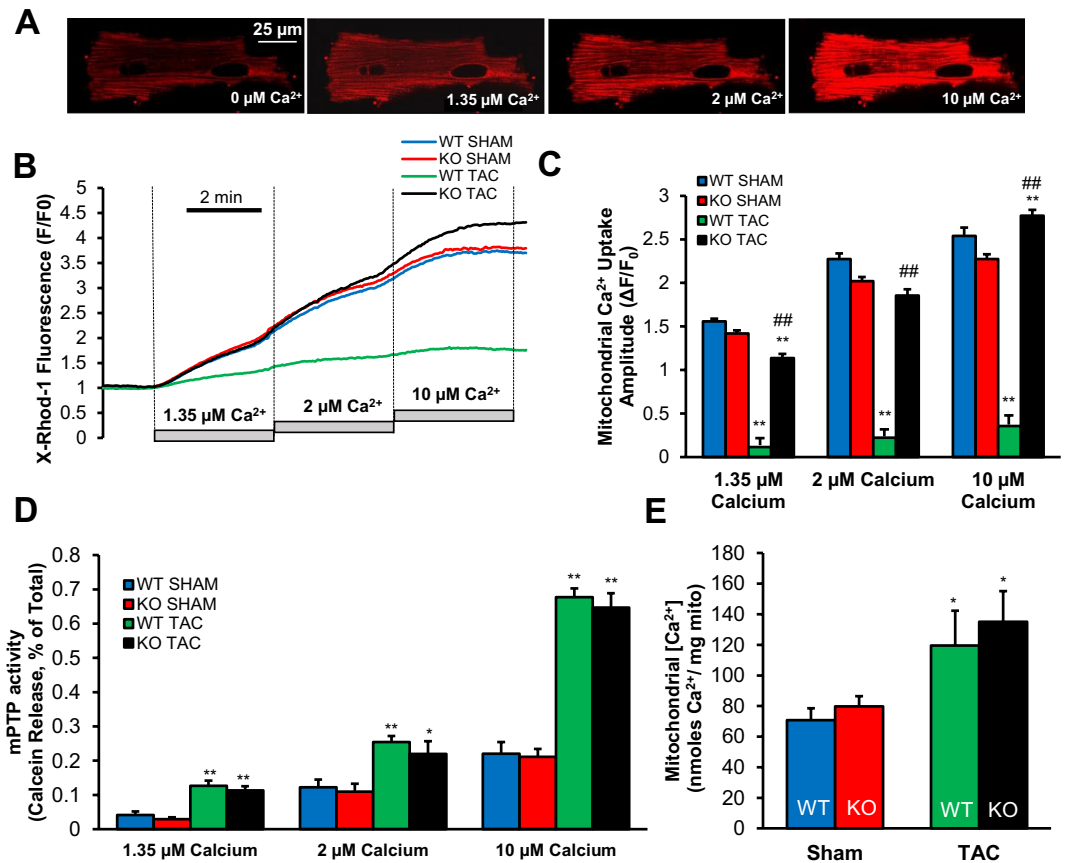 A
25 µm
0 µM Ca²⁺
1.35 µM Ca²⁺
2 µM Ca²⁺
10 µM Ca²⁺
B
WT SHAM
KO SHAM
WT TAC
KO TAC
X-Rhod-1 Fluorescence (F/F0)
5
4.5
4
3.5
3
2.5
2
1.5
1
0.5
0
2 min
1.35 µM Ca²⁺
2 µM Ca²⁺
10 µM Ca²⁺
C
WT SHAM
KO SHAM
WT TAC
KO TAC
Mitochondrial Ca²⁺ Uptake
Amplitude (ΔF/F₀)
3
2.5
2
1.5
1
0.5
0
##
**
**
##
**
##
**
**
1.35 µM
Calcium
2 µM Calcium
10 µM
Calcium
D
WT SHAM
KO SHAM
WT TAC
KO TAC
mPTP activity
(Calcein Release, % of Total)
0.8
0.7
0.6
0.5
0.4
0.3
0.2
0.1
0
** **
** *
** **
1.35 µM Calcium
2 µM Calcium
10 µM Calcium
E
Mitochondrial [Ca²⁺]
(nmoles Ca²⁺/ mg mito)
180
160
140
120
100
80
60
40
20
0
* *
WT KO WT KO
Sham TAC